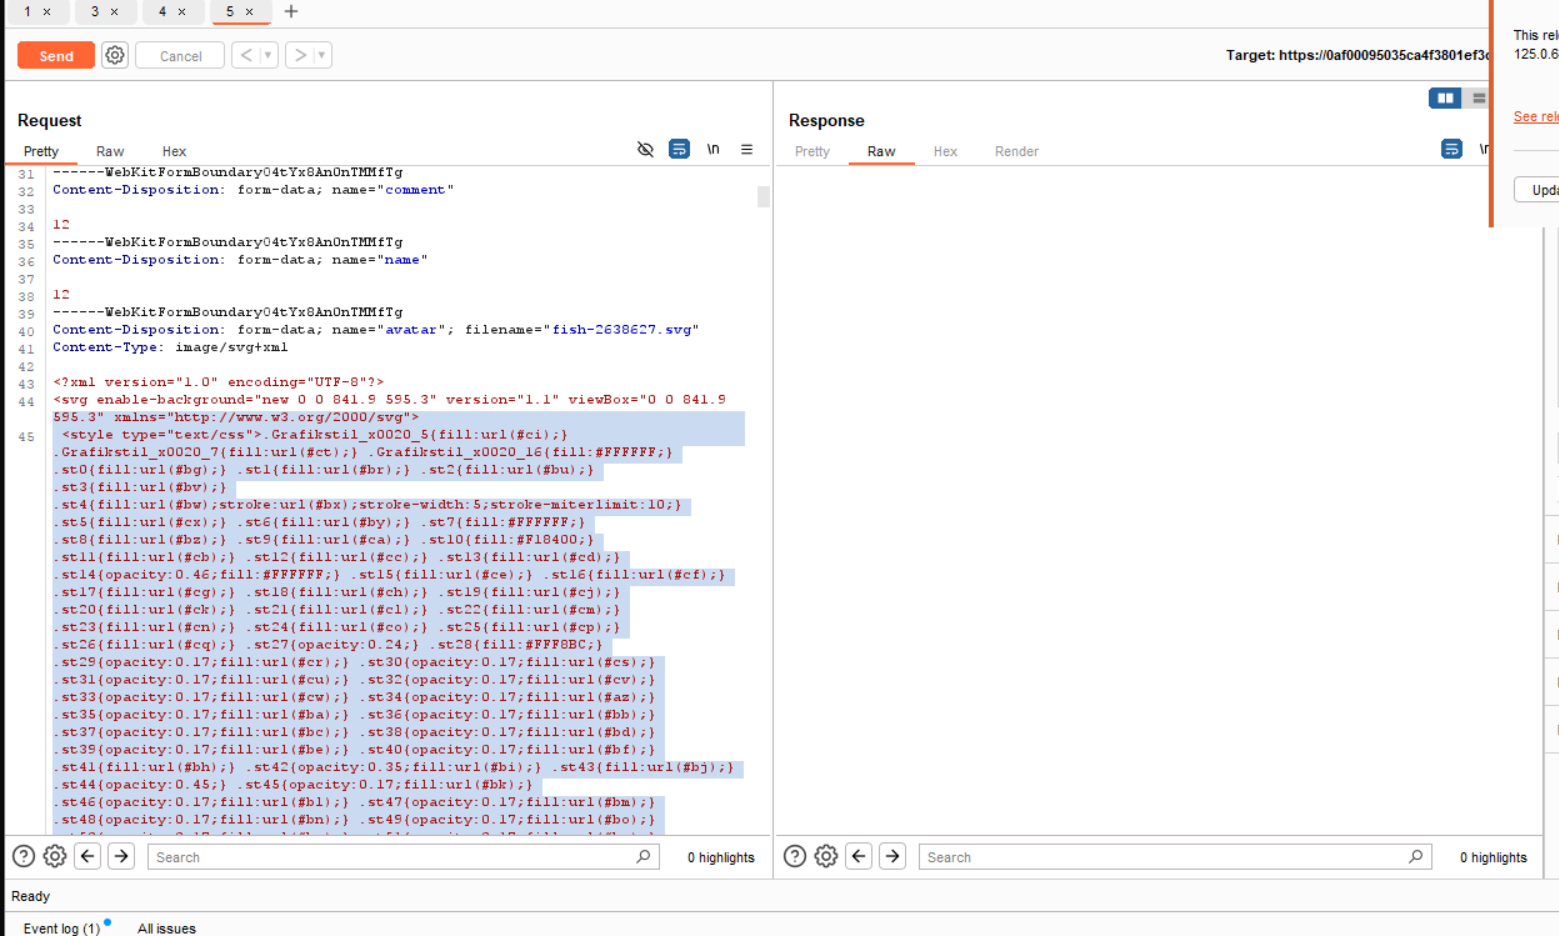 1 × 3 × 4 × 5 × +
Send Cancel < > Target: https://0af00095035ca4f3801ef3
This rel
125.0.6
See rel
Upda
Request
Pretty Raw Hex \n
31 ------WebKitFormBoundary04tYx8AnOnTMMfTg
32 Content-Disposition: form-data; name="comment"
33
34 12
35 ------WebKitFormBoundary04tYx8AnOnTMMfTg
36 Content-Disposition: form-data; name="name"
37
38 12
39 ------WebKitFormBoundary04tYx8AnOnTMMfTg
40 Content-Disposition: form-data; name="avatar"; filename="fish-2638627.svg"
41 Content-Type: image/svg+xml
42
43 <?xml version="1.0" encoding="UTF-8"?>
44 <svg enable-background="new 0 0 841.9 595.3" version="1.1" viewBox="0 0 841.9
595.3" xmlns="http://www.w3.org/2000/svg">
45 <style type="text/css">.Grafikstil_x0020_5{fill:url(#ci);}
.Grafikstil_x0020_7{fill:url(#ct);} .Grafikstil_x0020_16{fill:#FFFFFF;}
.st0{fill:url(#bg);} .st1{fill:url(#br);} .st2{fill:url(#bu);}
.st3{fill:url(#bv);}
.st4{fill:url(#bw);stroke:url(#bx);stroke-width:5;stroke-miterlimit:10;}
.st5{fill:url(#cx);} .st6{fill:url(#by);} .st7{fill:#FFFFFF;}
.st8{fill:url(#bz);} .st9{fill:url(#ca);} .st10{fill:#F18400;}
.st11{fill:url(#cb);} .st12{fill:url(#cc);} .st13{fill:url(#cd);}
.st14{opacity:0.46;fill:#FFFFFF;} .st15{fill:url(#ce);} .st16{fill:url(#cf);}
.st17{fill:url(#cg);} .st18{fill:url(#ch);} .st19{fill:url(#cj);}
.st20{fill:url(#ck);} .st21{fill:url(#cl);} .st22{fill:url(#cm);}
.st23{fill:url(#cn);} .st24{fill:url(#co);} .st25{fill:url(#cp);}
.st26{fill:url(#cq);} .st27{opacity:0.24;} .st28{fill:#FFF8BC;}
.st29{opacity:0.17;fill:url(#cr);} .st30{opacity:0.17;fill:url(#cs);}
.st31{opacity:0.17;fill:url(#cu);} .st32{opacity:0.17;fill:url(#cv);}
.st33{opacity:0.17;fill:url(#cw);} .st34{opacity:0.17;fill:url(#az);}
.st35{opacity:0.17;fill:url(#ba);} .st36{opacity:0.17;fill:url(#bb);}
.st37{opacity:0.17;fill:url(#bc);} .st38{opacity:0.17;fill:url(#bd);}
.st39{opacity:0.17;fill:url(#be);} .st40{opacity:0.17;fill:url(#bf);}
.st41{fill:url(#bh);} .st42{opacity:0.35;fill:url(#bi);} .st43{fill:url(#bj);}
.st44{opacity:0.45;} .st45{opacity:0.17;fill:url(#bk);}
.st46{opacity:0.17;fill:url(#bl);} .st47{opacity:0.17;fill:url(#bm);}
.st48{opacity:0.17;fill:url(#bn);} .st49{opacity:0.17;fill:url(#bo);}
Search 0 highlights
Response
Pretty Raw Hex Render
Search 0 highlights
Ready
Event log (1) All issues